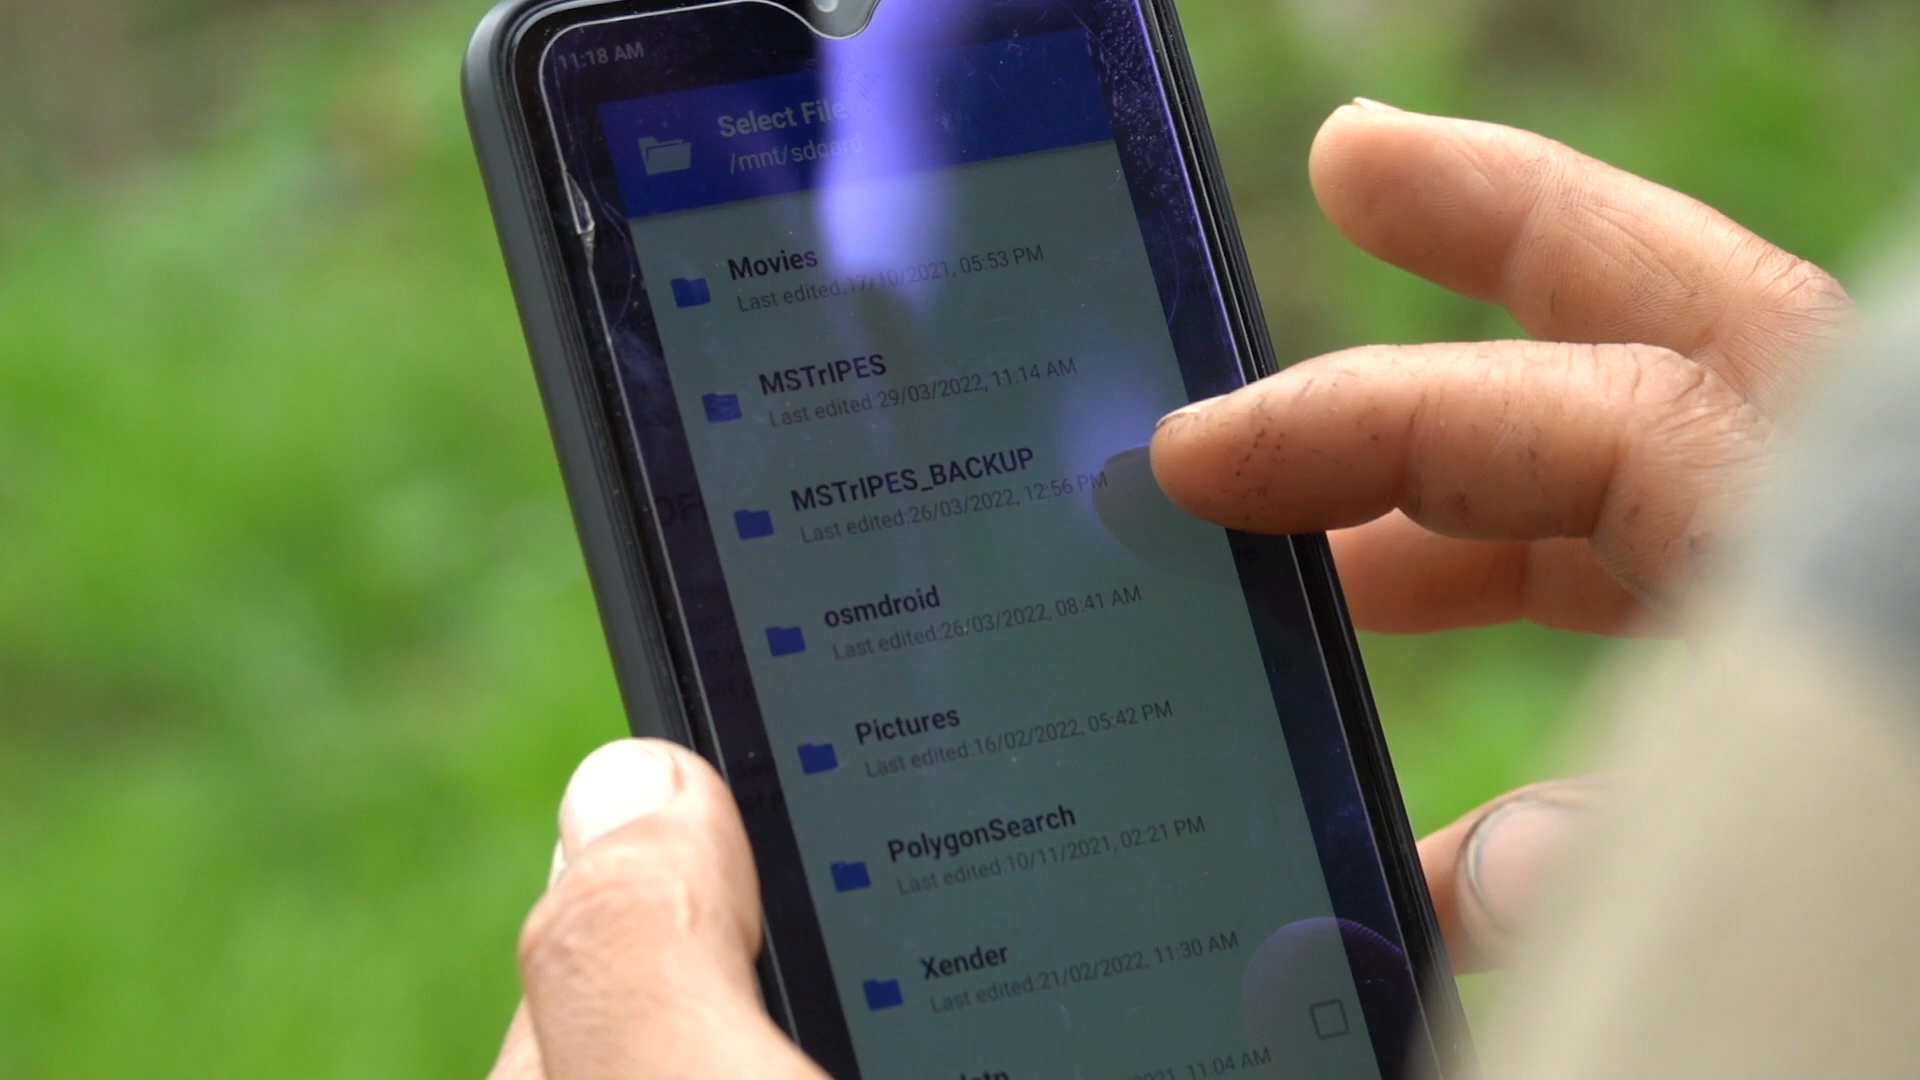 11:18 AM
Select File
/mnt/sdcard
Movies
Last edited:17/10/2021, 05:53 PM
MSTrIPES
Last edited:29/03/2022, 11:14 AM
MSTrIPES_BACKUP
Last edited:26/03/2022, 12:56 PM
osmdroid
Last edited:26/03/2022, 08:41 AM
Pictures
Last edited:16/02/2022, 05:42 PM
PolygonSearch
Last edited:10/11/2021, 02:21 PM
Xender
Last edited:21/02/2022, 11:30 AM
11:04 AM